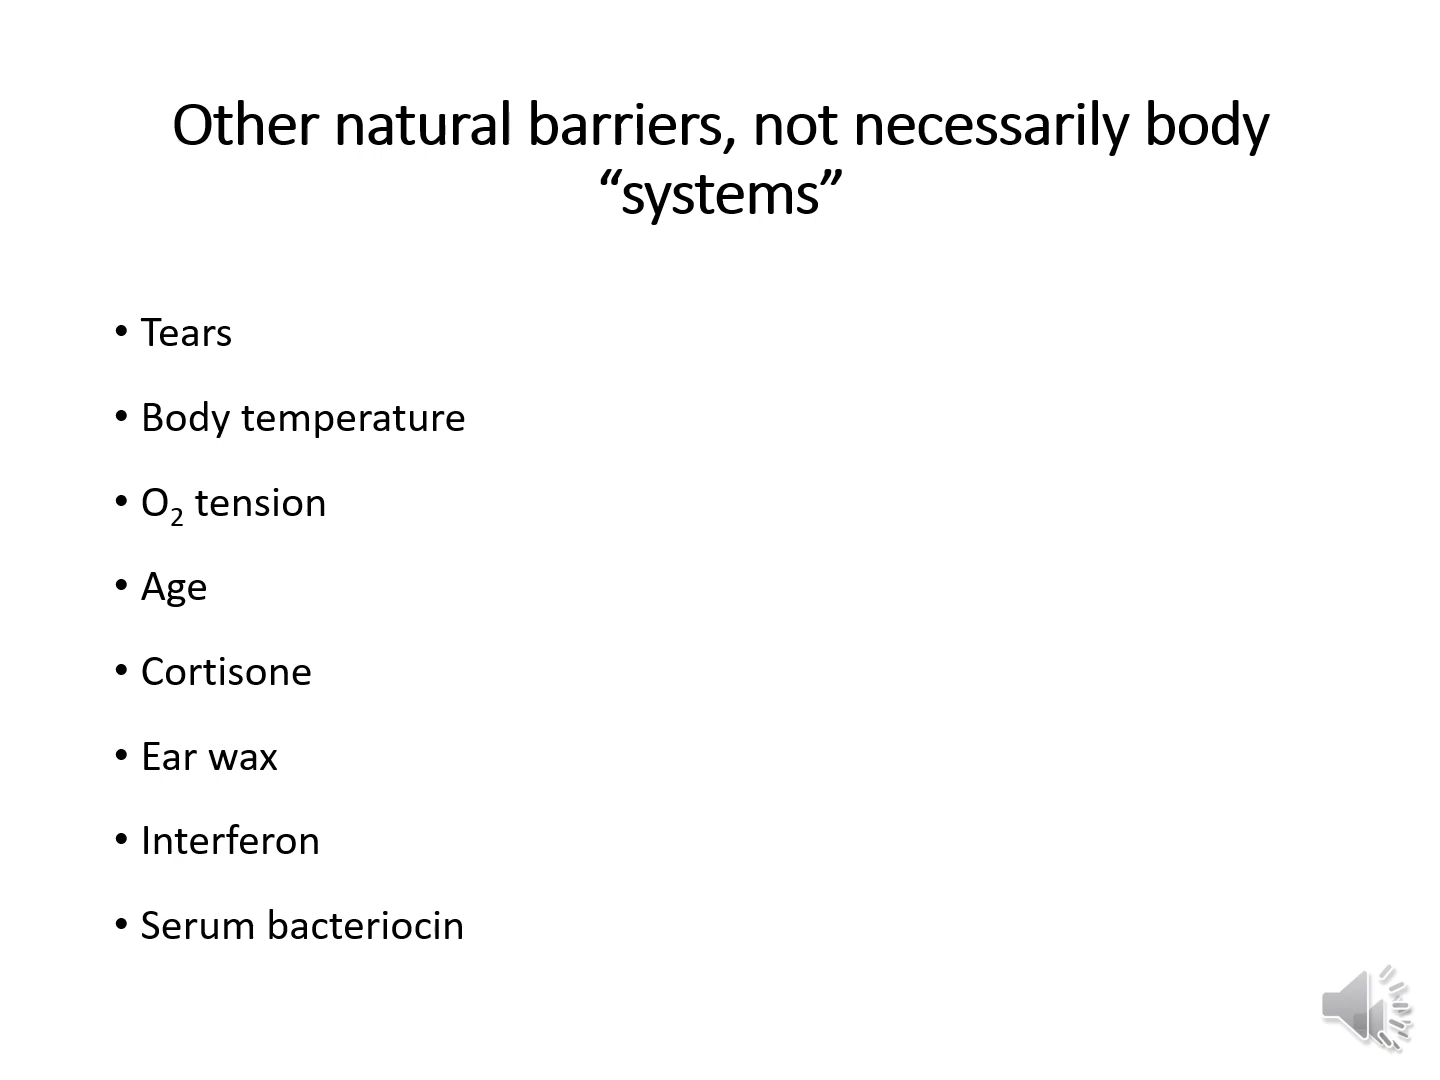 Other natural barriers, not necessarily body
“systems”
• Tears
• Body temperature
• O₂ tension
• Age
• Cortisone
• Ear wax
• Interferon
• Serum bacteriocin